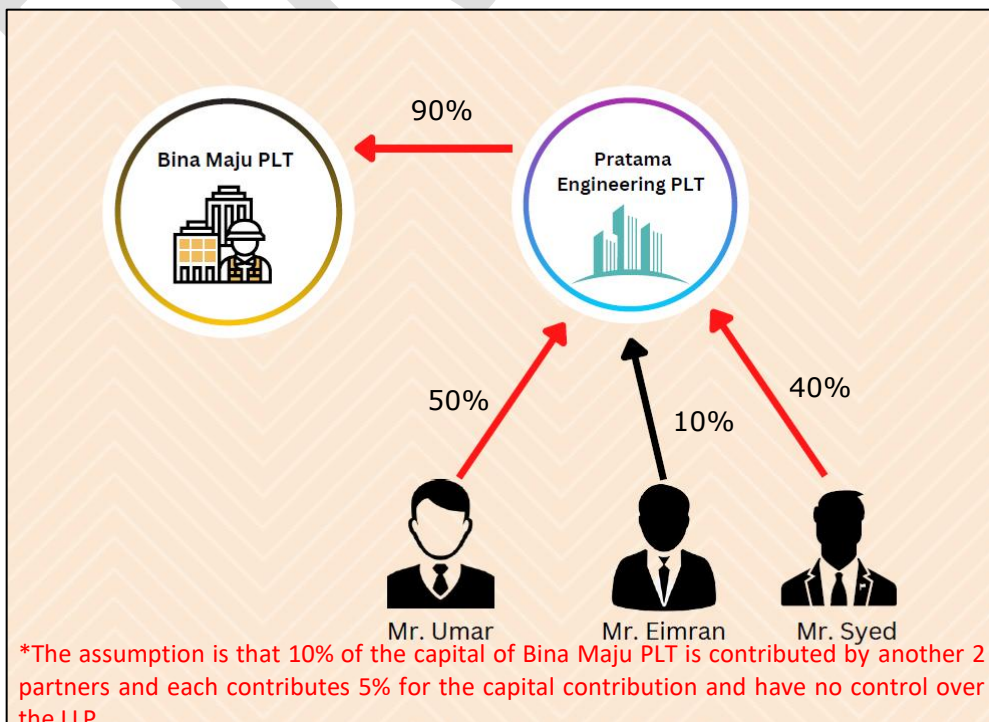 90%
Bina Maju PLT
Pratama
Engineering PLT
50%
10%
40%
Mr. Umar
Mr. Eimran
Mr. Syed
*The assumption is that 10% of the capital of Bina Maju PLT is contributed by another 2
partners and each contributes 5% for the capital contribution and have no control over
the LLP